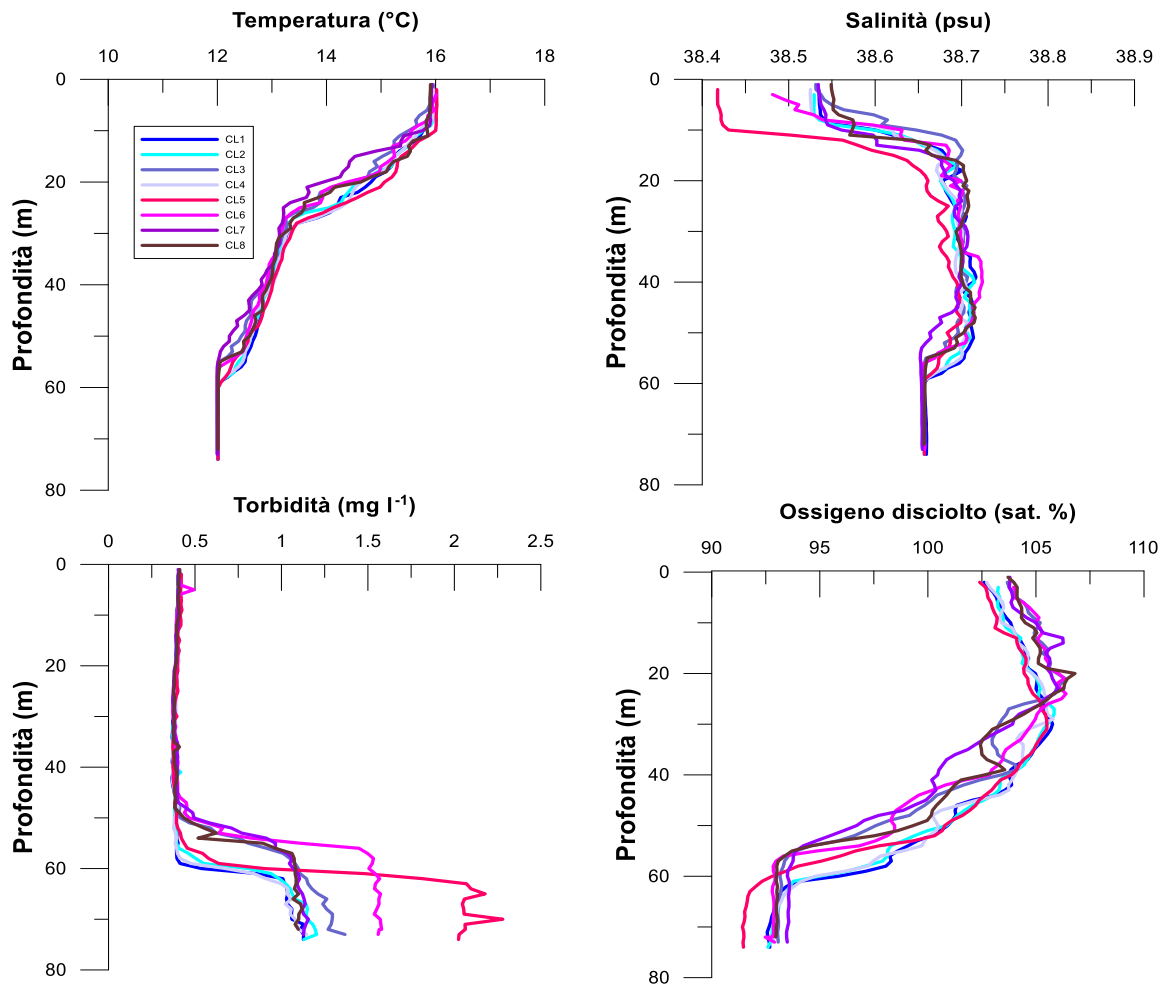 Temperatura (°C)
10 12 14 16 18
0
20
40
60
80
Profondità (m)
CL1
CL2
CL3
CL4
CL5
CL6
CL7
CL8
Salinità (psu)
38.4 38.5 38.6 38.7 38.8 38.9
0
20
40
60
80
Profondità (m)
Torbidità (mg l-1)
0 0.5 1 1.5 2 2.5
0
20
40
60
80
Profondità (m)
Ossigeno disciolto (sat. %)
90 95 100 105 110
0
20
40
60
80
Profondità (m)